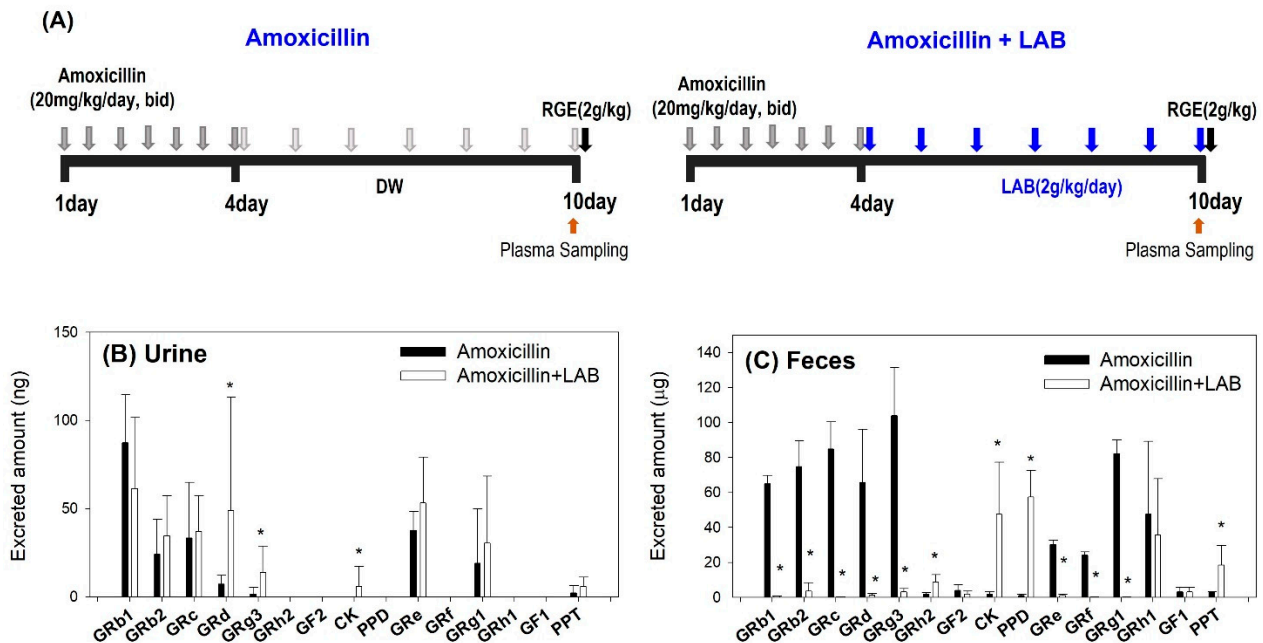 (A)
Amoxicillin
Amoxicillin
(20mg/kg/day, bid)
RGE(2g/kg)
DW
1day
4day
10day
Plasma Sampling
Amoxicillin + LAB
Amoxicillin
(20mg/kg/day, bid)
RGE(2g/kg)
LAB(2g/kg/day)
1day
4day
10day
Plasma Sampling
(B) Urine
Amoxicillin
Amoxicillin+LAB
Excreted amount (ng)
150
100
50
0
* * *
GRb1 GRb2 GRc GRd GRg3 GRh2 GF2 CK PPD GRe GRf GRg1 GRh1 GF1 PPT
(C) Feces
Amoxicillin
Amoxicillin+LAB
Excreted amount (µg)
140
120
100
80
60
40
20
0
* * * * * * * * * * * *
GRb1 GRb2 GRc GRd GRg3 GRh2 GF2 CK PPD GRe GRf GRg1 GRh1 GF1 PPT